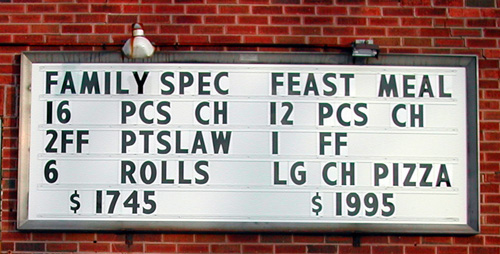 FAMILY SPEC
16 PCS CH
2FF PTSLAW
6 ROLLS
$ 1745
FEAST MEAL
12 PCS CH
1 FF
LG CH PIZZA
$ 1995